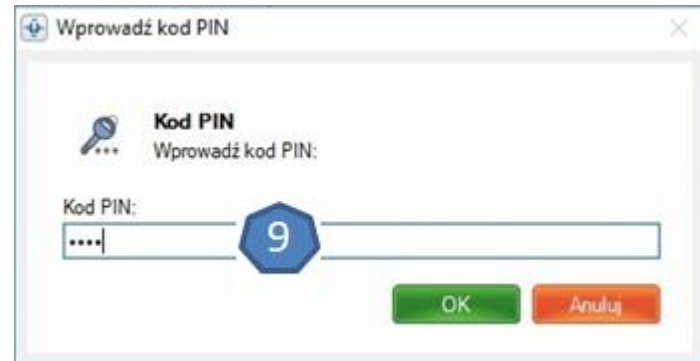 Wprowadź kod PIN
Kod PIN
Wprowadź kod PIN:
Kod PIN:
••••
9
OK
Anuluj